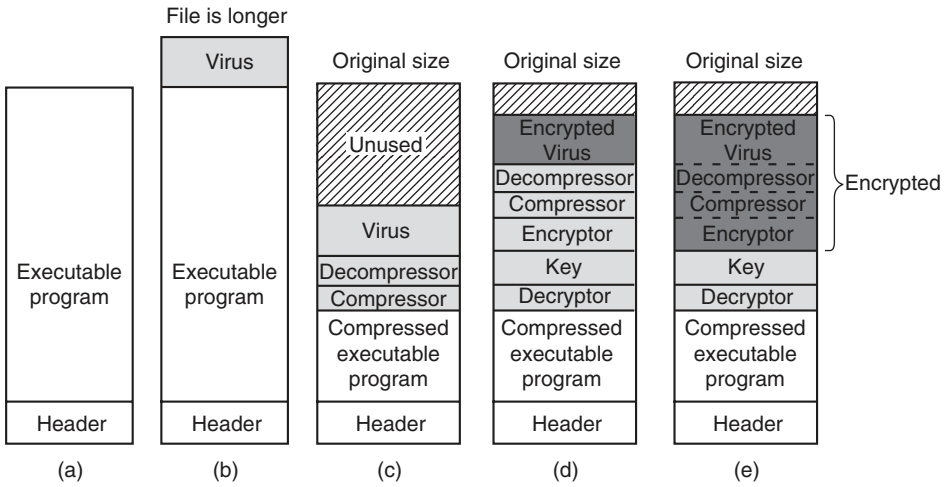 File is longer
Virus
Original size
Original size
Original size
Executable
program
Header
(a)
Executable
program
Header
(b)
Unused
Virus
Decompressor
Compressor
Compressed
executable
program
Header
(c)
Encrypted
Virus
Decompressor
Compressor
Encryptor
Key
Decryptor
Compressed
executable
program
Header
(d)
Encrypted
Virus
Decompressor
Compressor
Encryptor
Key
Decryptor
Compressed
executable
program
Header
(e)
Encrypted